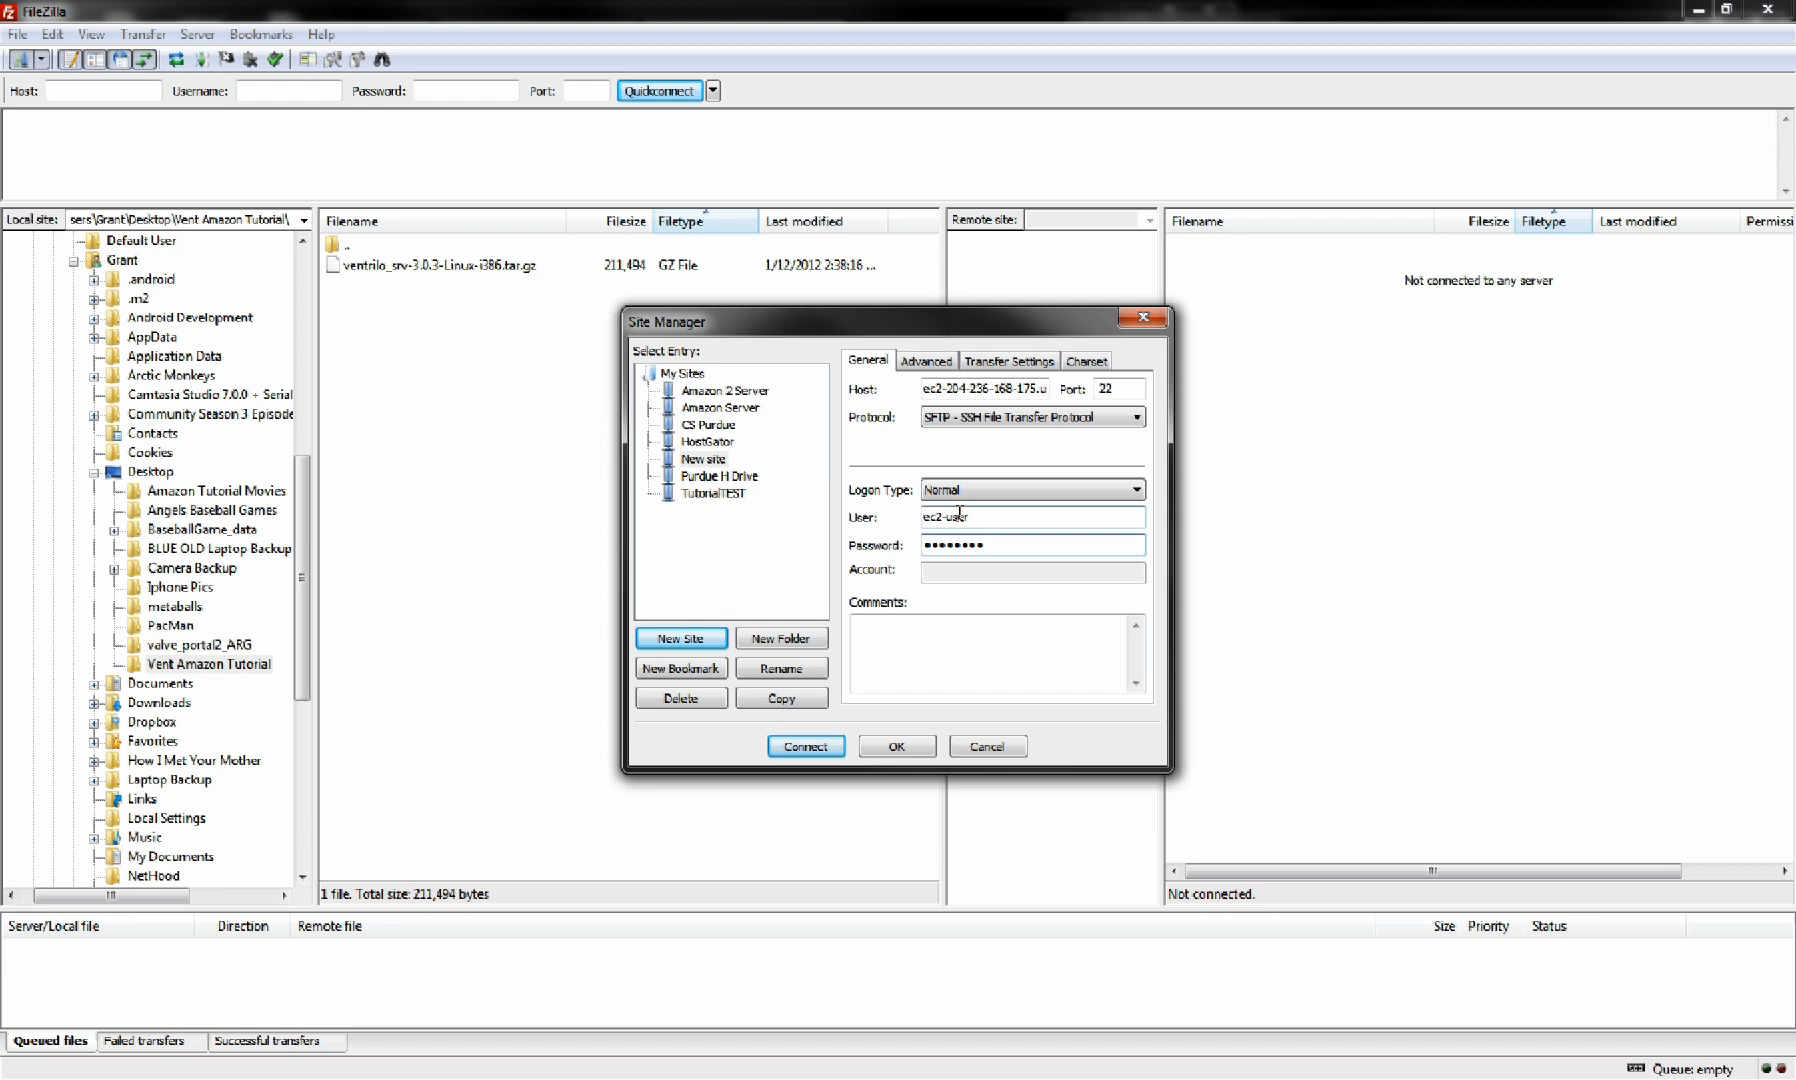 FileZilla
File Edit View Transfer Server Bookmarks Help
Host: Username: Password: Port: Quickconnect
Local site: sers\Grant\Desktop\Vent Amazon Tutorial\
Default User
Grant
.android
.m2
Android Development
AppData
Application Data
Arctic Monkeys
Camtasia Studio 7.0.0 + Serial
Community Season 3 Episode
Contacts
Cookies
Desktop
Amazon Tutorial Movies
Angels Baseball Games
BaseballGame_data
BLUE OLD Laptop Backup
Camera Backup
Iphone Pics
metaballs
PacMan
valve_portal2_ARG
Vent Amazon Tutorial
Documents
Downloads
Dropbox
Favorites
How I Met Your Mother
Laptop Backup
Links
Local Settings
Music
My Documents
NetHood
Filename Filesize Filetype Last modified
..
ventrilo_srv-3.0.3-Linux-i386.tar.gz 211,494 GZ File 1/12/2012 2:38:16 ...
1 file. Total size: 211,494 bytes
Remote site:
Filename Filesize Filetype Last modified Permissi
Not connected to any server
Not connected.
Site Manager
Select Entry:
My Sites
Amazon 2 Server
Amazon Server
CS Purdue
HostGator
New site
Purdue H Drive
TutorialTEST
New Site New Folder
New Bookmark Rename
Delete Copy
General Advanced Transfer Settings Charset
Host: ec2-204-236-168-175.u Port: 22
Protocol: SFTP - SSH File Transfer Protocol
Logon Type: Normal
User: ec2-user
Password: ••••••••
Account:
Comments:
Connect OK Cancel
Server/Local file Direction Remote file Size Priority Status
Queued files Failed transfers Successful transfers
Queue: empty